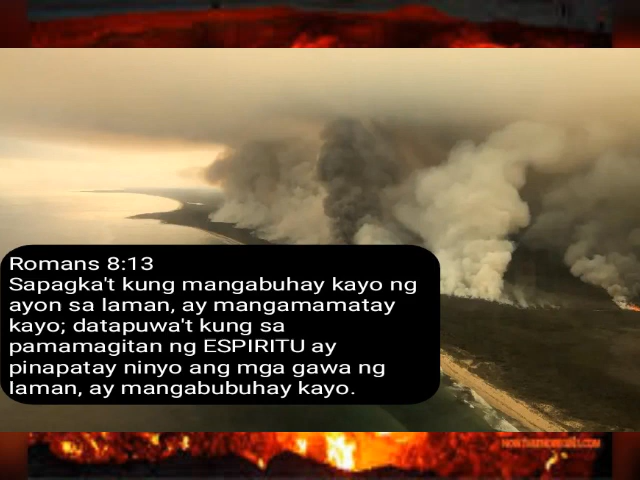 Romans 8:13
Sapagka't kung mangabuhay kayo ng
ayon sa laman, ay mangamamatay
kayo; datapuwa't kung sa
pamamagitan ng ESPIRITU ay
pinapatay ninyo ang mga gawa ng
laman, ay mangabubuhay kayo.